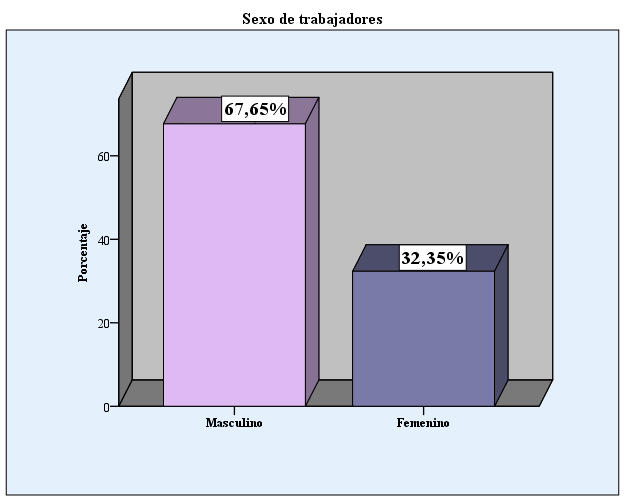 Sexo de trabajadores
67,65%
60
40
32,35%
Porcentaje
20
0
Masculino Femenino